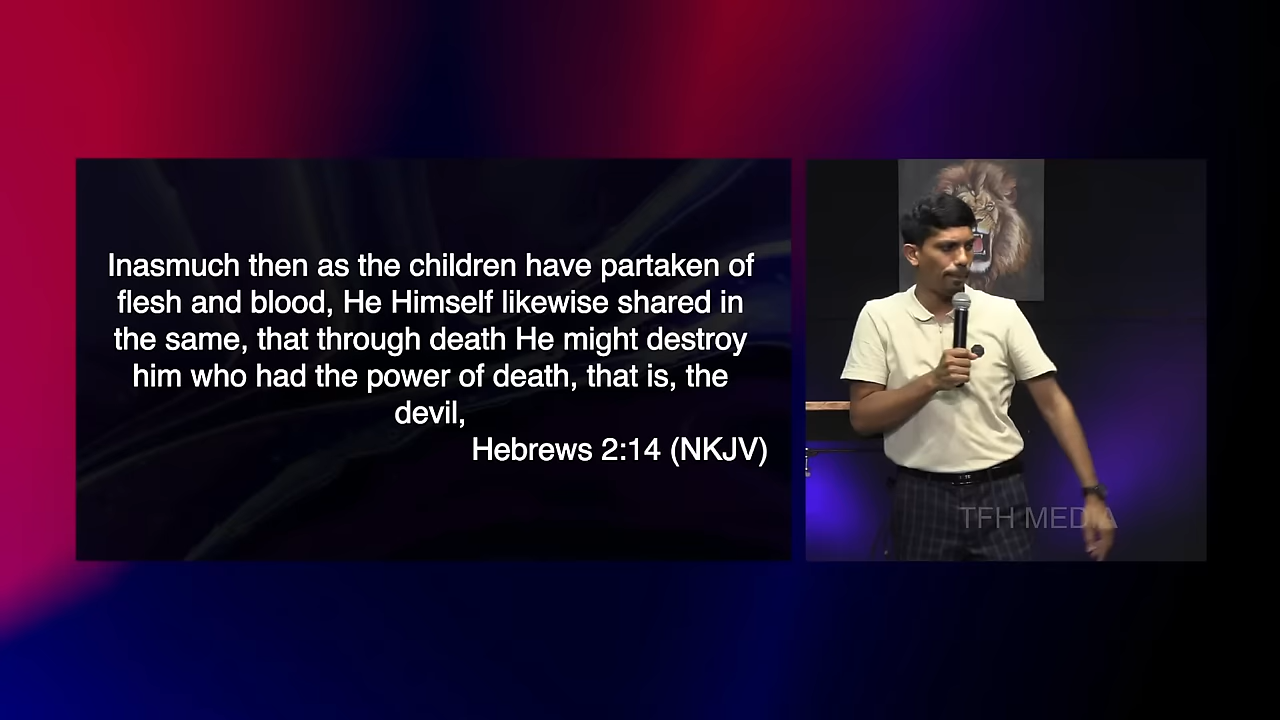 Inasmuch then as the children have partaken of
flesh and blood, He Himself likewise shared in
the same, that through death He might destroy
him who had the power of death, that is, the
devil,
Hebrews 2:14 (NKJV)
TFH MEDIA